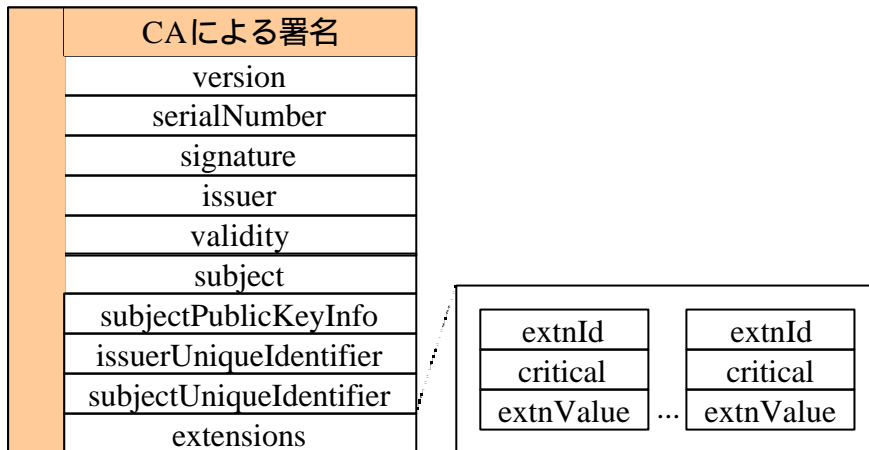 CAによる署名
version
serialNumber
signature
issuer
validity
subject
subjectPublicKeyInfo
issuerUniqueIdentifier
subjectUniqueIdentifier
extensions
extnId extnId
critical critical
extnValue ... extnValue